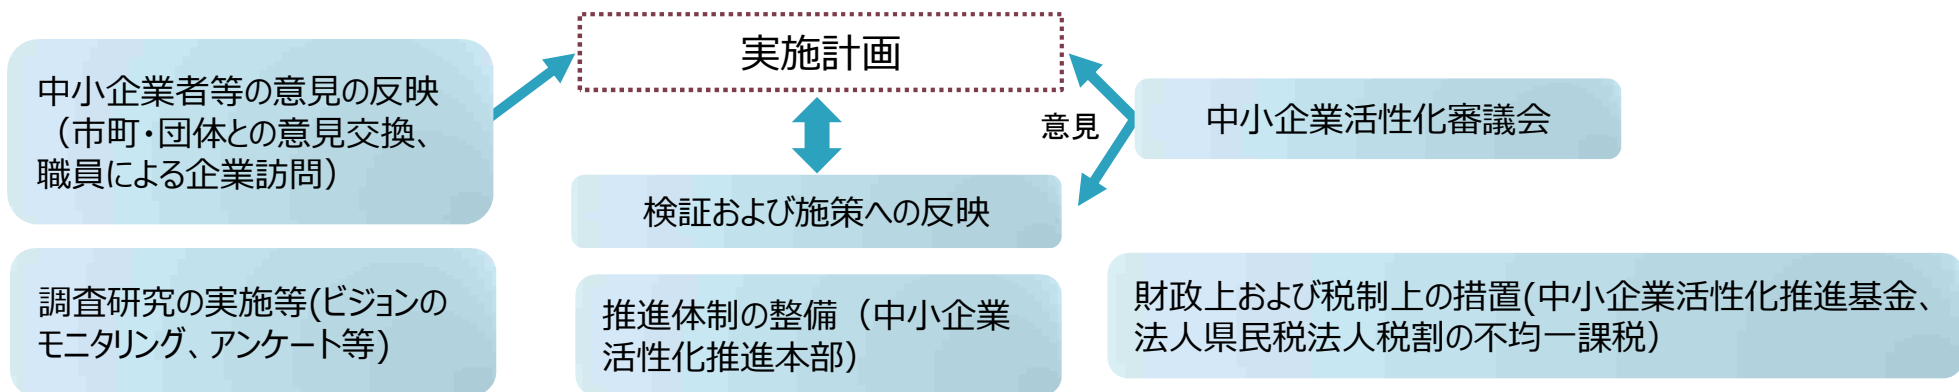 実施計画
中小企業者等の意見の反映
（市町・団体との意見交換、
職員による企業訪問）
意見
中小企業活性化審議会
検証および施策への反映
調査研究の実施等(ビジョンの
モニタリング、アンケート等)
推進体制の整備（中小企業
活性化推進本部）
財政上および税制上の措置(中小企業活性化推進基金、
法人県民税法人税割の不均一課税）